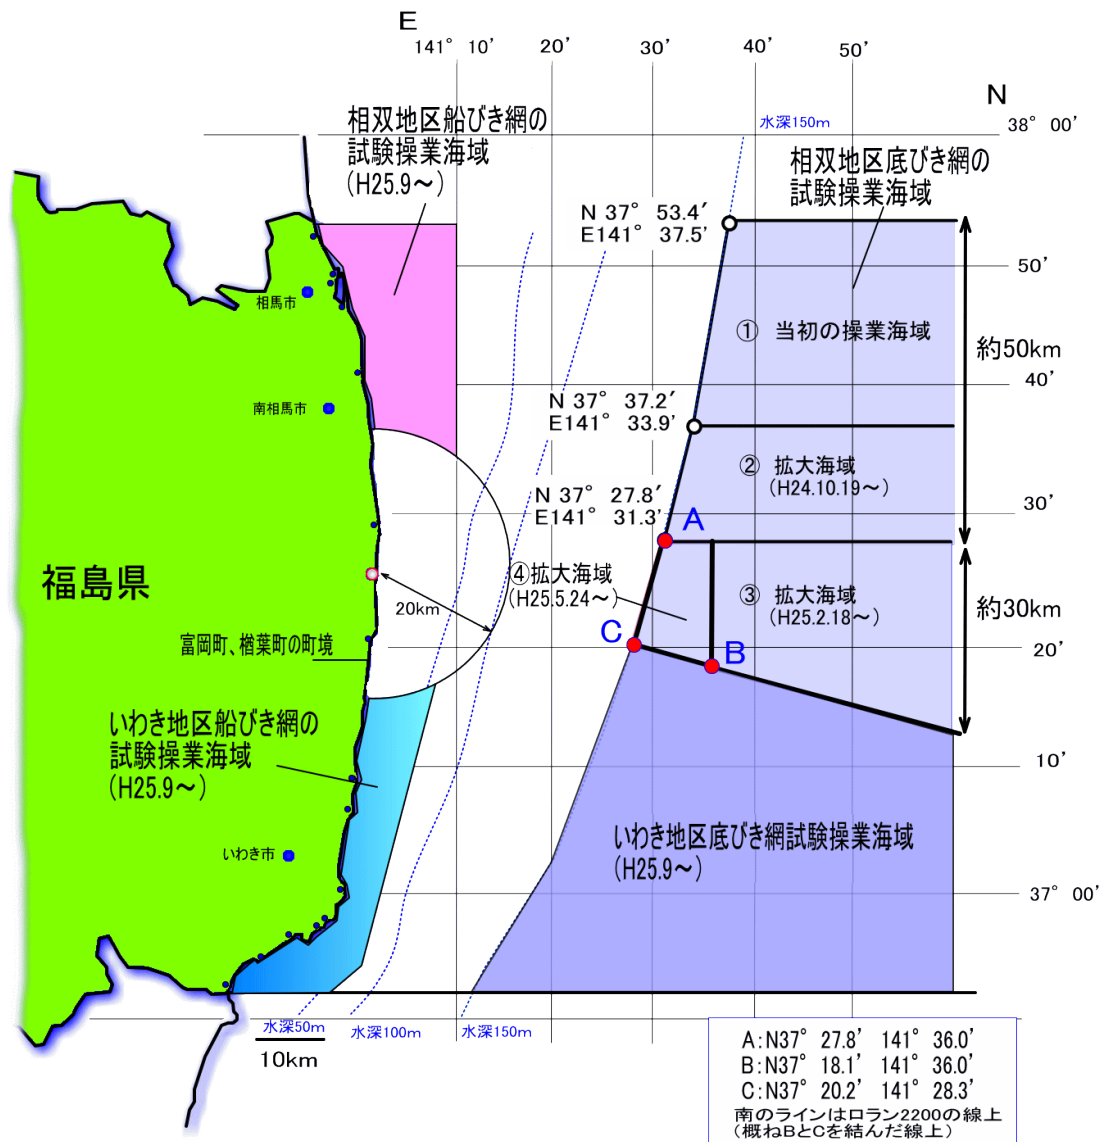 E
141° 10′ 20′ 30′ 40′ 50′
N
38° 00′
水深150m
相双地区船びき網の
試験操業海域
(H25.9～)
相双地区底びき網の
試験操業海域
N 37° 53.4′
E141° 37.5′
50′
相馬市
① 当初の操業海域
約50km
40′
南相馬市
N 37° 37.2′
E141° 33.9′
② 拡大海域
(H24.10.19～)
N 37° 27.8′
E141° 31.3′
30′
A
福島県
④拡大海域
(H25.5.24～)
③ 拡大海域
(H25.2.18～)
約30km
20km
C
B
20′
富岡町、楢葉町の町境
いわき地区船びき網の
試験操業海域
(H25.9～)
10′
いわき地区底びき網試験操業海域
(H25.9～)
いわき市
37° 00′
水深50m
水深100m
水深150m
10km
A:N37° 27.8′ 141° 36.0′
B:N37° 18.1′ 141° 36.0′
C:N37° 20.2′ 141° 28.3′
南のラインはロラン2200の線上
(概ねBとCを結んだ線上)